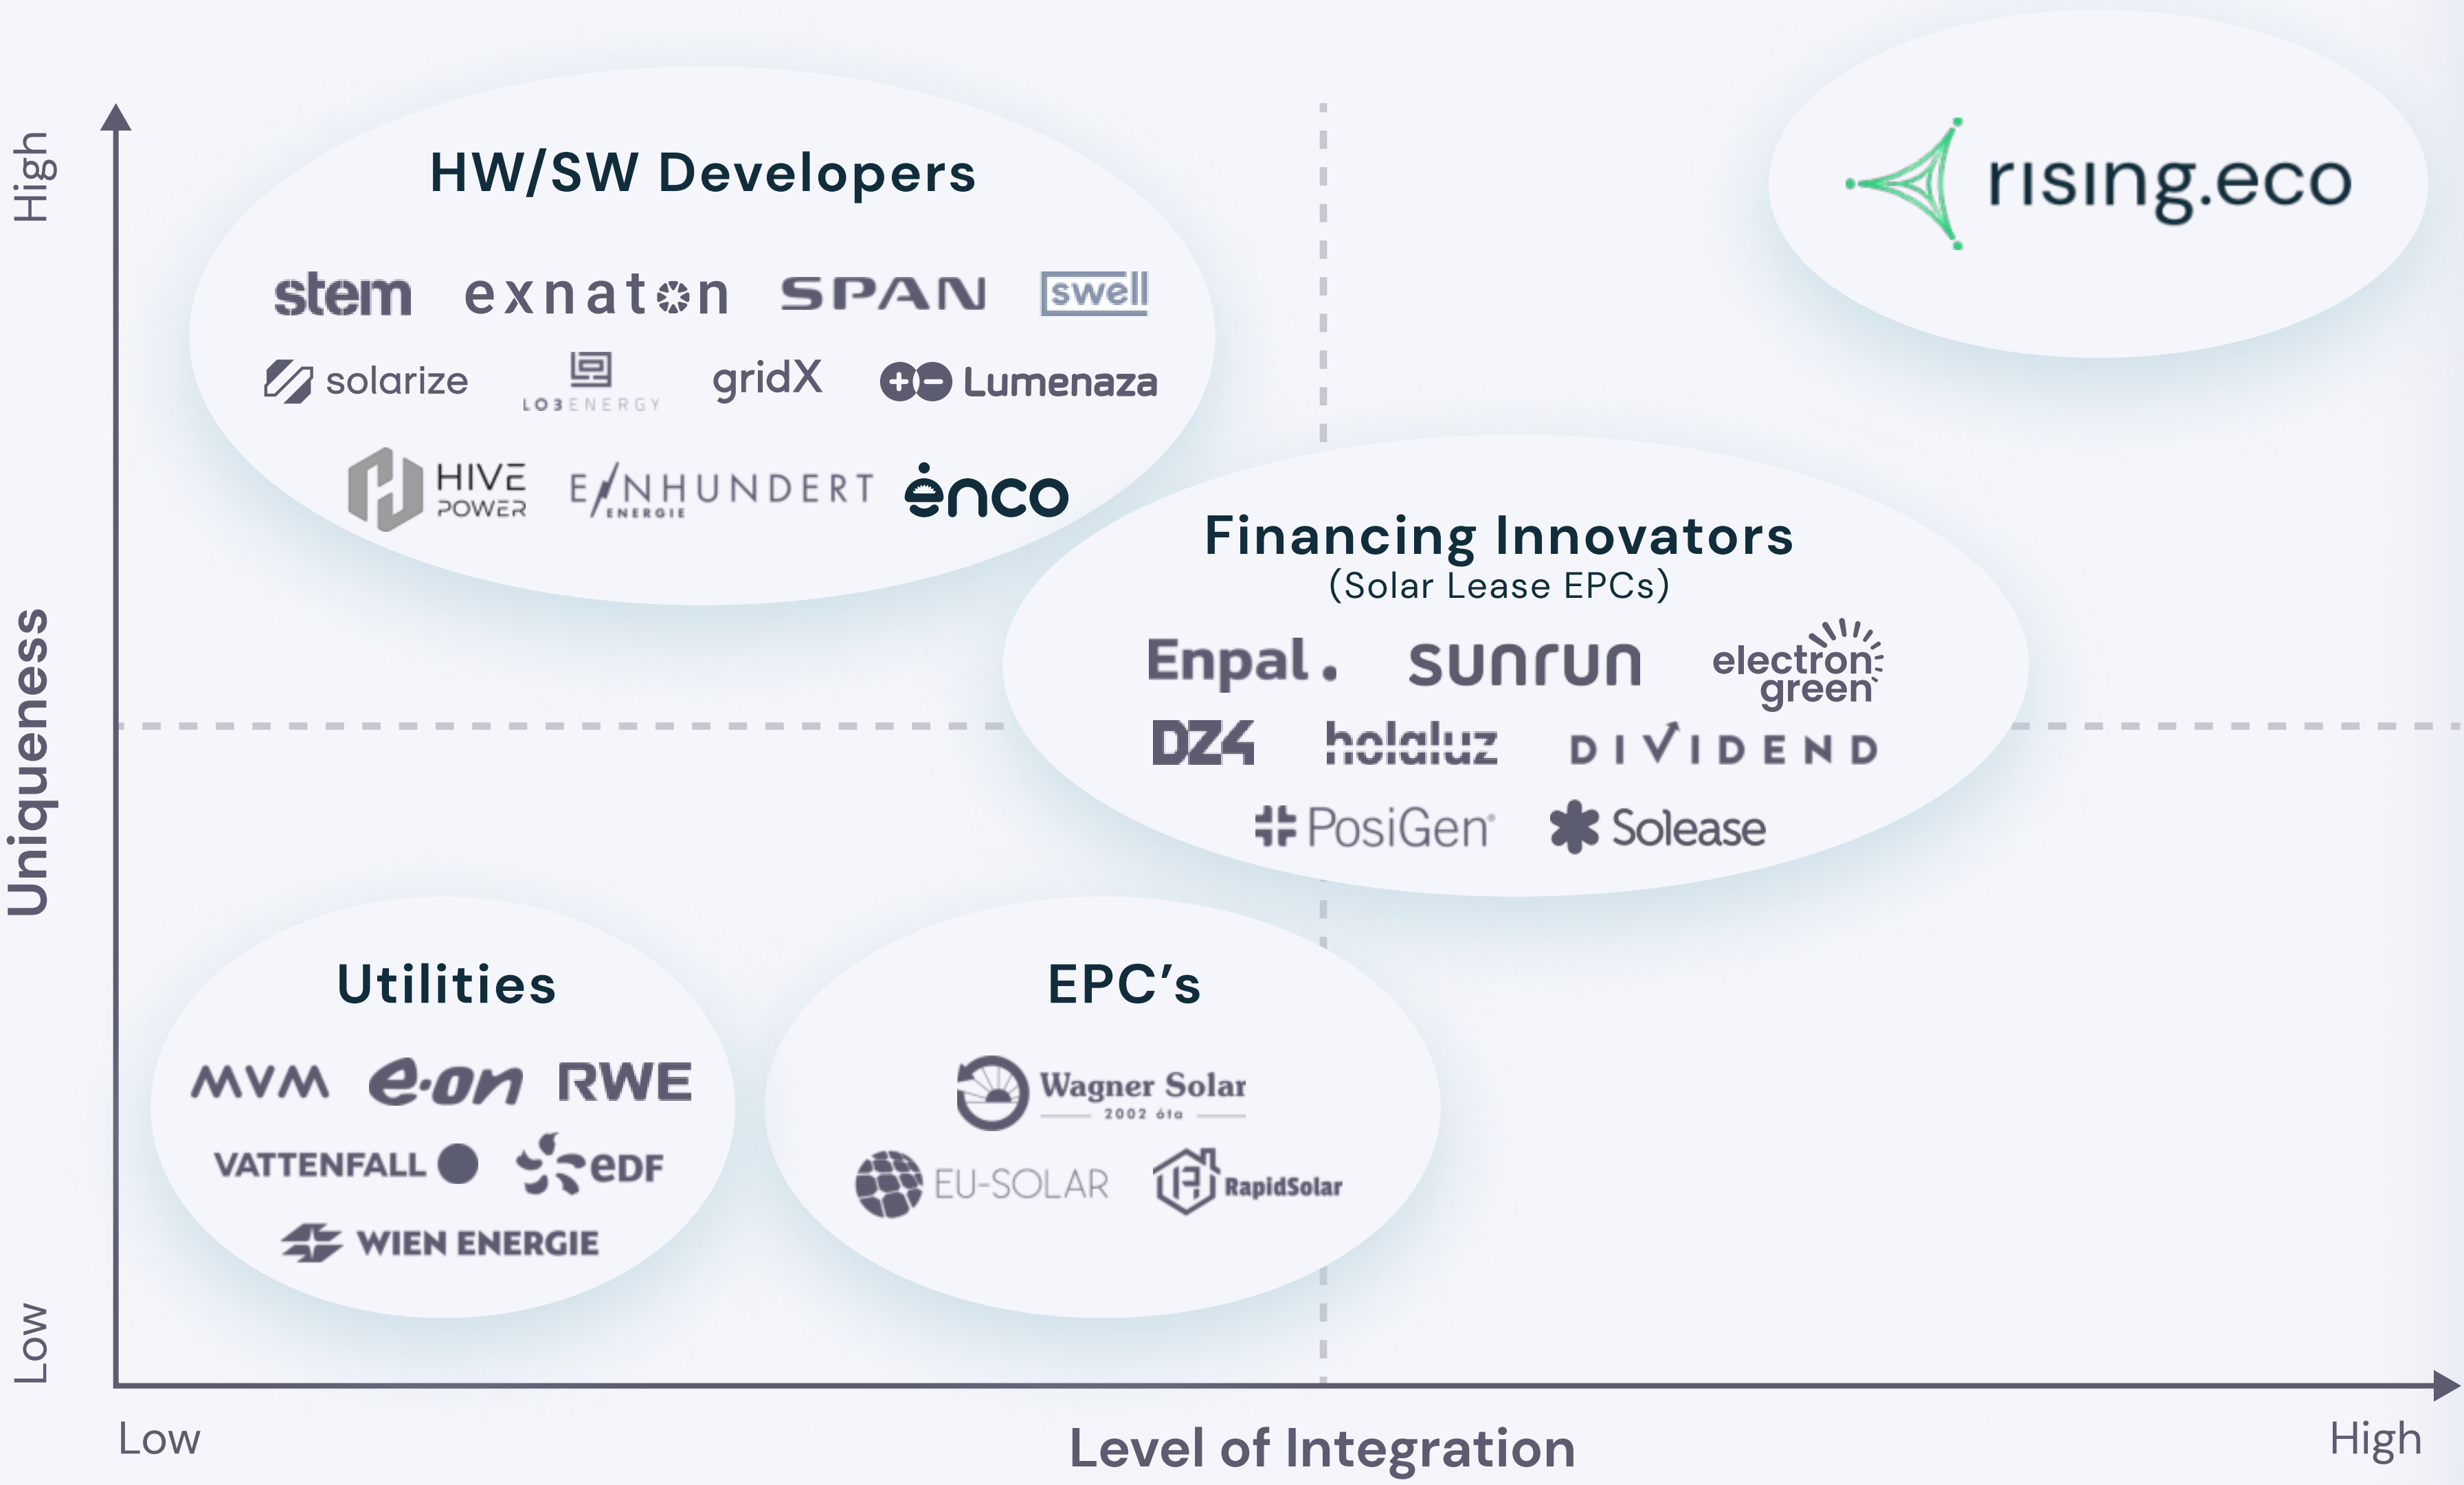 High
HW/SW Developers
rising.eco
stem exnaton SPAN swell
solarize LO3ENERGY gridX Lumenaza
HIVE POWER EINHUNDERT ENERGIE enco
Financing Innovators
(Solar Lease EPCs)
Enpal. sunrun electron green
DZ4 holaluz DIVIDEND
PosiGen® Solease
Uniqueness
Utilities
MVM e·on RWE
VATTENFALL eDF
WIEN ENERGIE
EPC’s
Wagner Solar
2002 óta
EU-SOLAR RapidSolar
Low
Low
Level of Integration
High